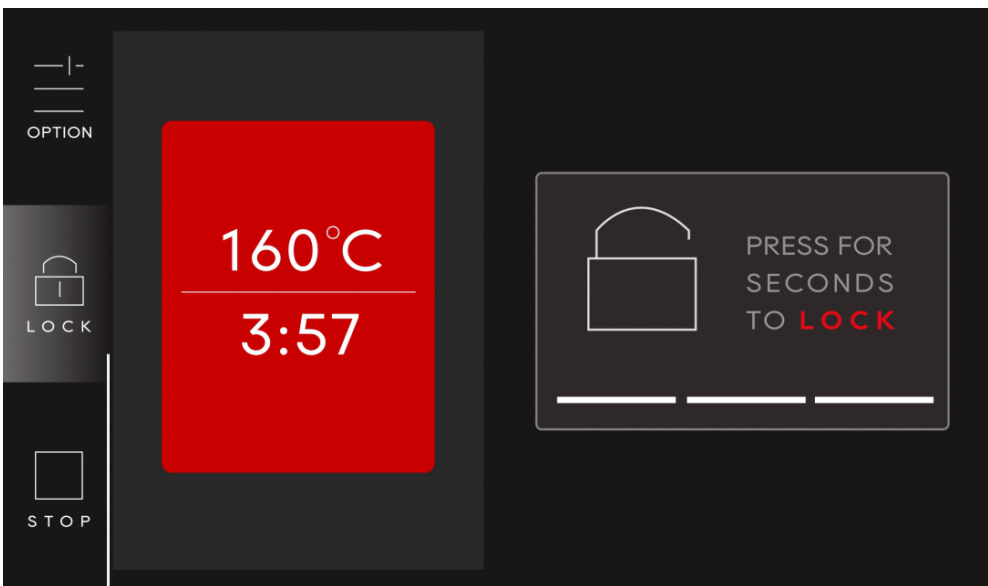 OPTION
LOCK
STOP
160°C
3:57
PRESS FOR
SECONDS
TO LOCK